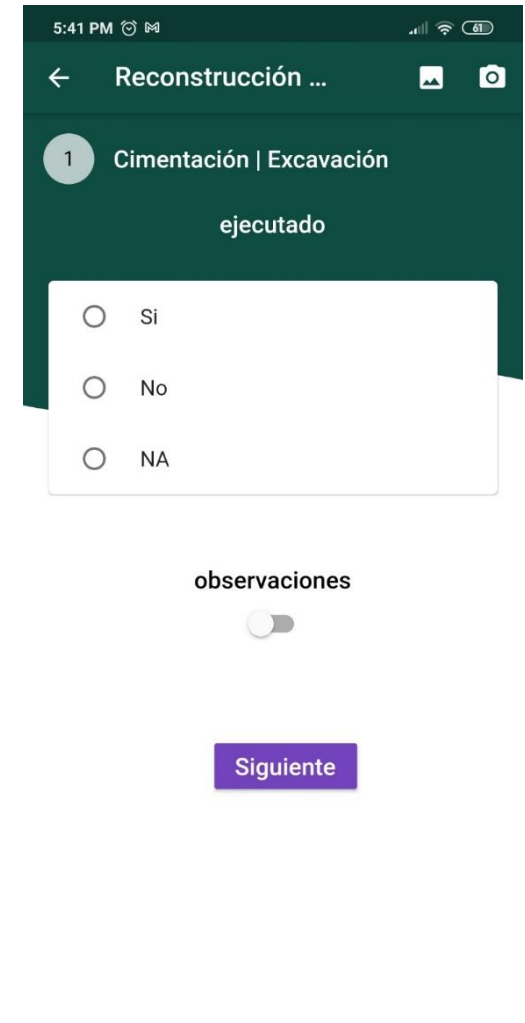 5:41 PM 61
Reconstrucción ...
1 Cimentación | Excavación
ejecutado
Si
No
NA
observaciones
Siguiente